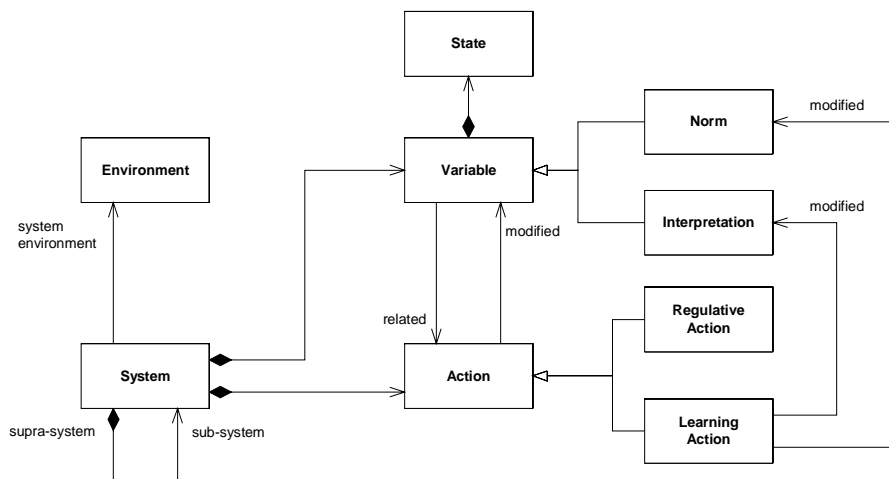 State
Norm
modified
Environment
Variable
system
environment
modified
Interpretation
modified
related
Regulative
Action
System
Action
Learning
Action
supra-system
sub-system